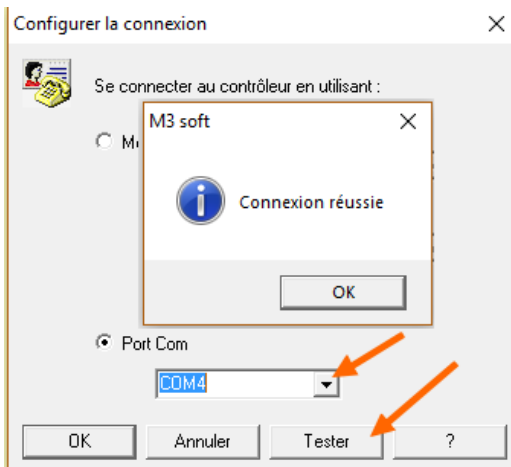 Configurer la connexion
Se connecter au contrôleur en utilisant :
M3 soft
Connexion réussie
OK
Port Com
COM4
OK Annuler Tester ?